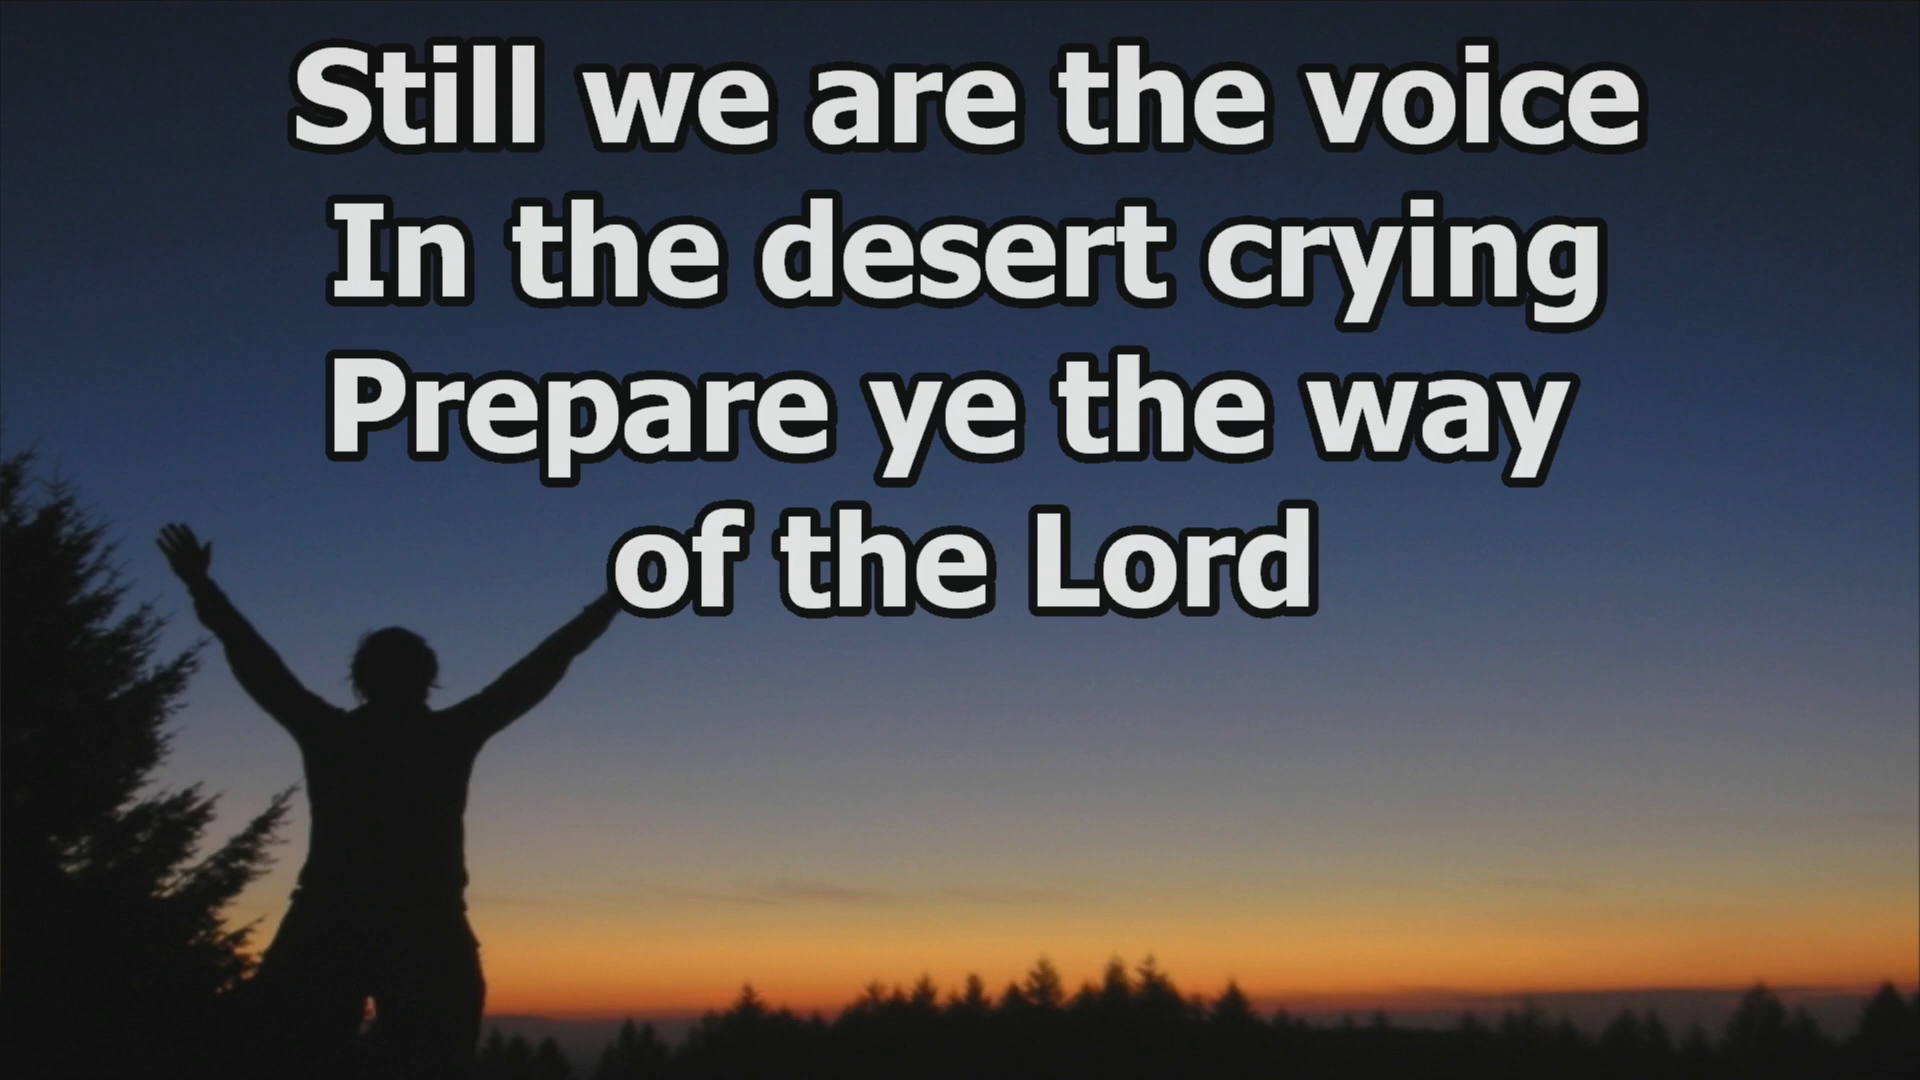 Still we are the voice
In the desert crying
Prepare ye the way
of the Lord